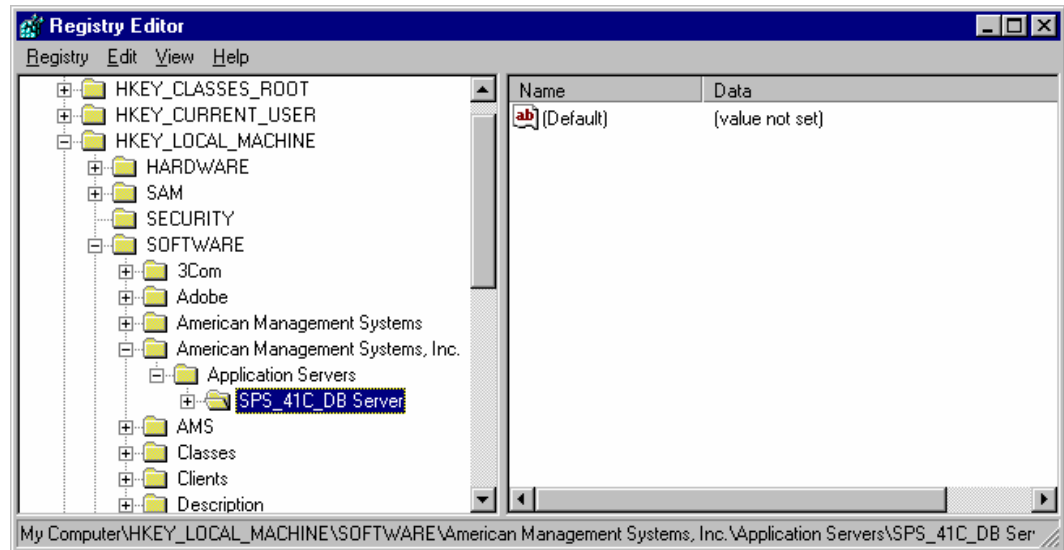 Registry Editor
Registry Edit View Help
HKEY_CLASSES_ROOT
HKEY_CURRENT_USER
HKEY_LOCAL_MACHINE
HARDWARE
SAM
SECURITY
SOFTWARE
3Com
Adobe
American Management Systems
American Management Systems, Inc.
Application Servers
SPS_41C_DB Server
AMS
Classes
Clients
Description
Name Data
ab (Default) (value not set)
My Computer\HKEY_LOCAL_MACHINE\SOFTWARE\American Management Systems, Inc.\Application Servers\SPS_41C_DB Ser